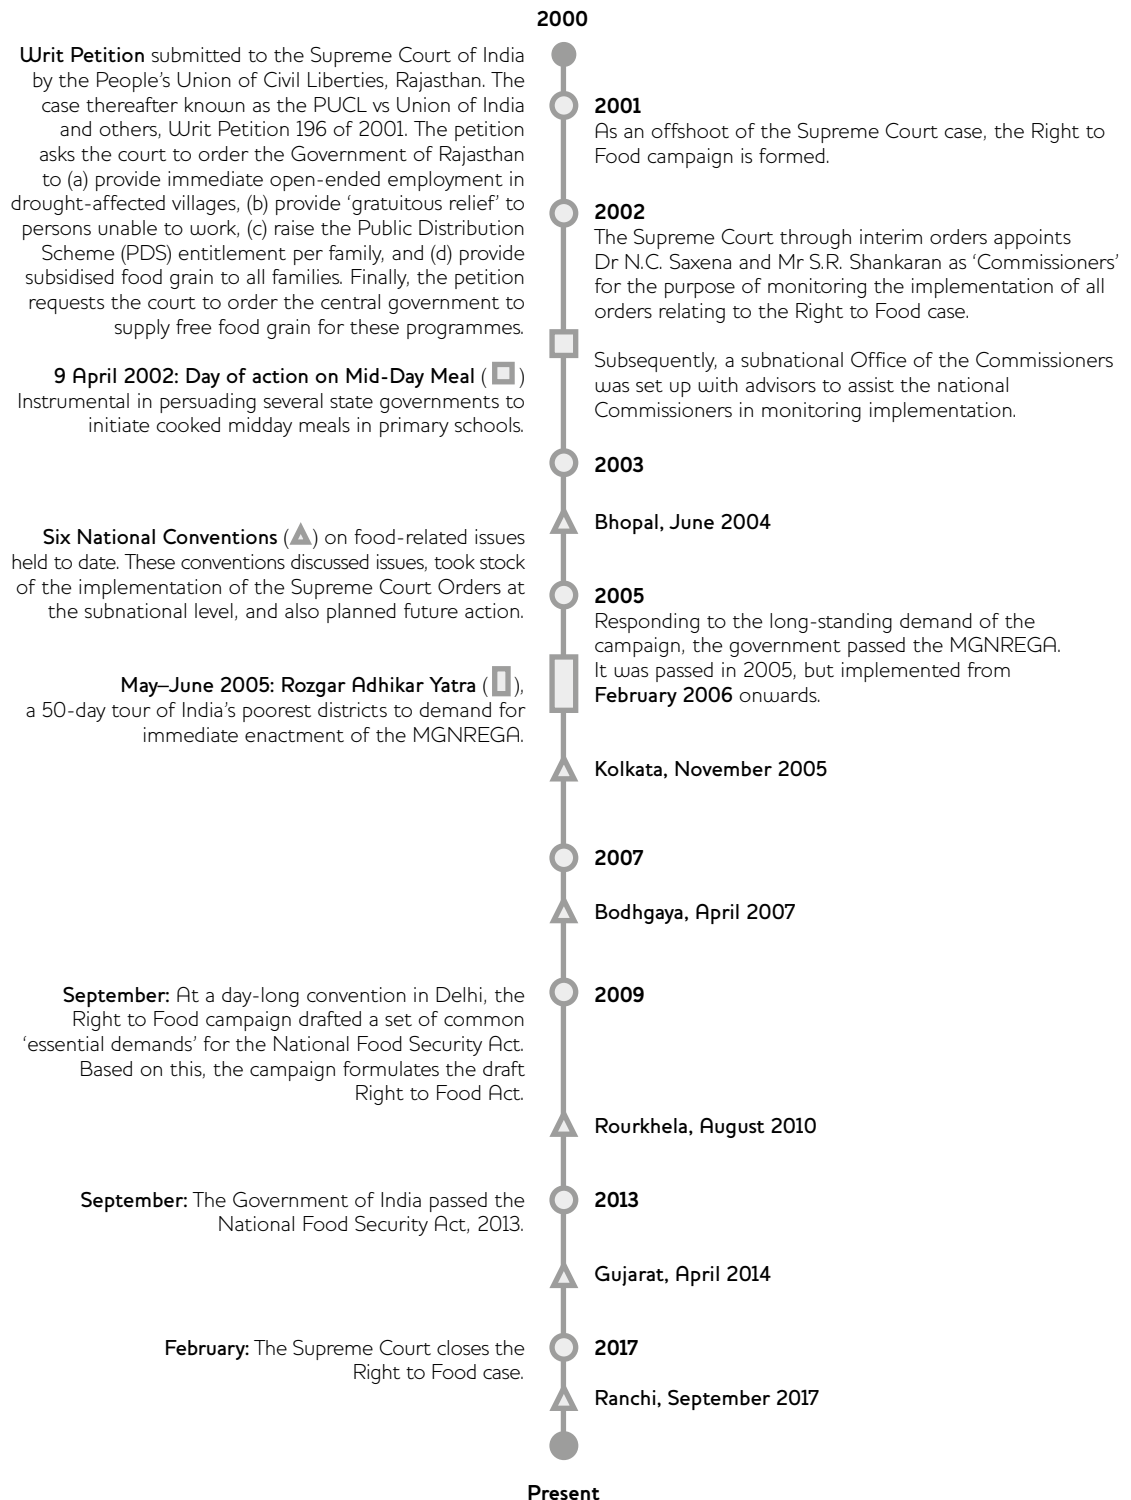 2000
Writ Petition submitted to the Supreme Court of India
by the People's Union of Civil Liberties, Rajasthan. The
case thereafter known as the PUCL vs Union of India
and others, Writ Petition 196 of 2001. The petition
asks the court to order the Government of Rajasthan
to (a) provide immediate open-ended employment in
drought-affected villages, (b) provide 'gratuitous relief' to
persons unable to work, (c) raise the Public Distribution
Scheme (PDS) entitlement per family, and (d) provide
subsidised food grain to all families. Finally, the petition
requests the court to order the central government to
supply free food grain for these programmes.
2001
As an offshoot of the Supreme Court case, the Right to
Food campaign is formed.
2002
The Supreme Court through interim orders appoints
Dr N.C. Saxena and Mr S.R. Shankaran as 'Commissioners'
for the purpose of monitoring the implementation of all
orders relating to the Right to Food case.
Subsequently, a subnational Office of the Commissioners
was set up with advisors to assist the national
Commissioners in monitoring implementation.
9 April 2002: Day of action on Mid-Day Meal ( )
Instrumental in persuading several state governments to
initiate cooked midday meals in primary schools.
2003
Bhopal, June 2004
Six National Conventions ( ) on food-related issues
held to date. These conventions discussed issues, took stock
of the implementation of the Supreme Court Orders at
the subnational level, and also planned future action.
2005
Responding to the long-standing demand of the
campaign, the government passed the MGNREGA.
It was passed in 2005, but implemented from
February 2006 onwards.
May–June 2005: Rozgar Adhikar Yatra ( ),
a 50-day tour of India's poorest districts to demand for
immediate enactment of the MGNREGA.
Kolkata, November 2005
2007
Bodhgaya, April 2007
2009
September: At a day-long convention in Delhi, the
Right to Food campaign drafted a set of common
'essential demands' for the National Food Security Act.
Based on this, the campaign formulates the draft
Right to Food Act.
Rourkhela, August 2010
2013
September: The Government of India passed the
National Food Security Act, 2013.
Gujarat, April 2014
2017
February: The Supreme Court closes the
Right to Food case.
Ranchi, September 2017
Present